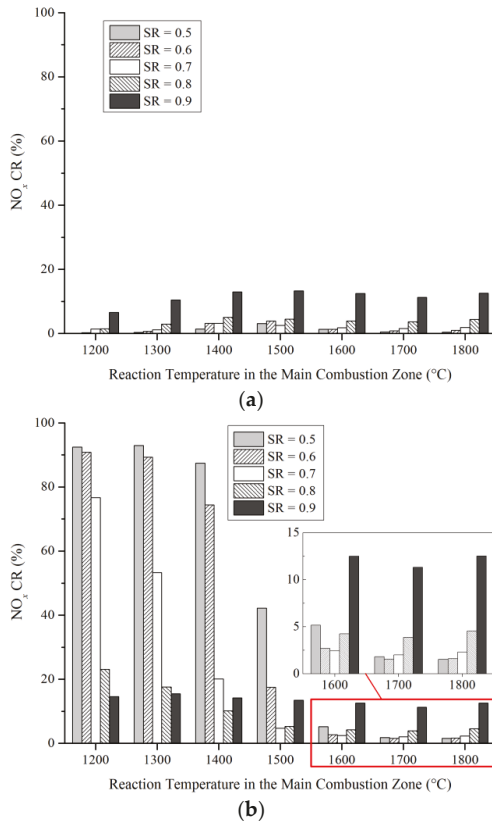 100
80
60
40
20
0
NOx CR (%)
SR = 0.5
SR = 0.6
SR = 0.7
SR = 0.8
SR = 0.9
1200 1300 1400 1500 1600 1700 1800
Reaction Temperature in the Main Combustion Zone (°C)
(a)
100
80
60
40
20
0
NOx CR (%)
SR = 0.5
SR = 0.6
SR = 0.7
SR = 0.8
SR = 0.9
15
10
5
0
1600 1700 1800
1200 1300 1400 1500 1600 1700 1800
Reaction Temperature in the Main Combustion Zone (°C)
(b)